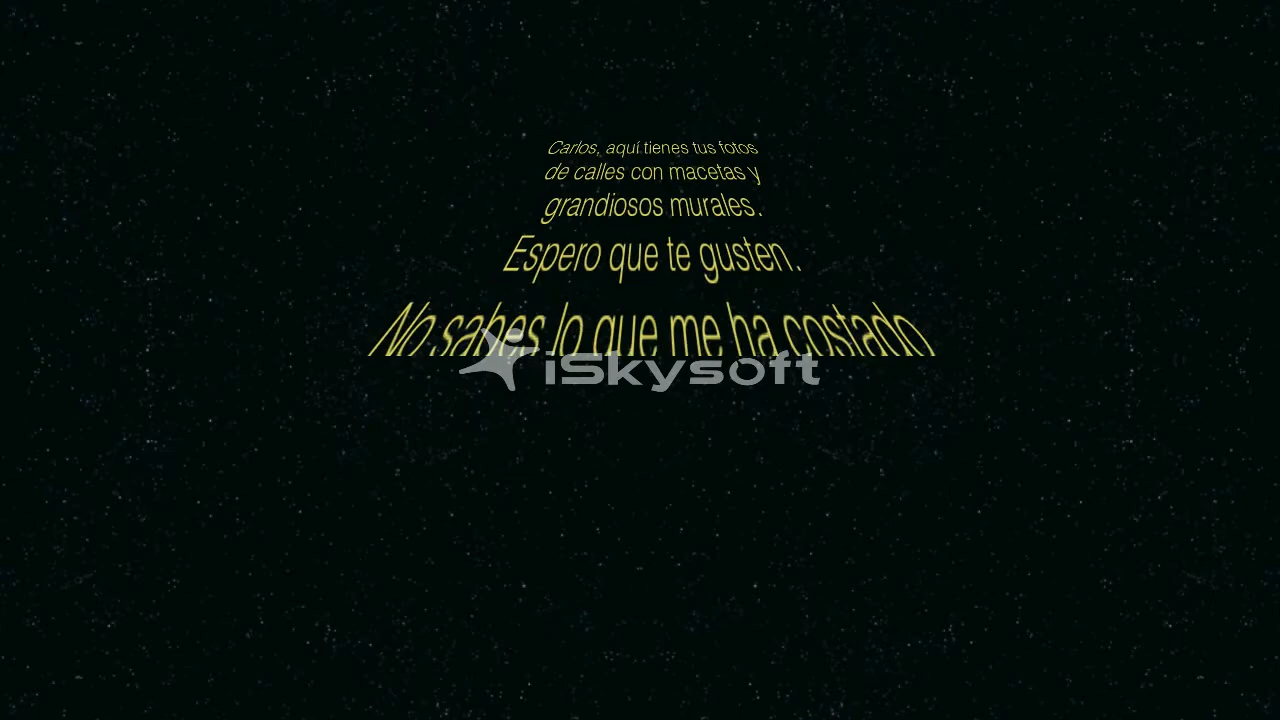 Carlos, aquí tienes tus fotos
de calles con macetas y
grandiosos murales.
Espero que te gusten.
No sabes lo que me ha costado
iSkysoft